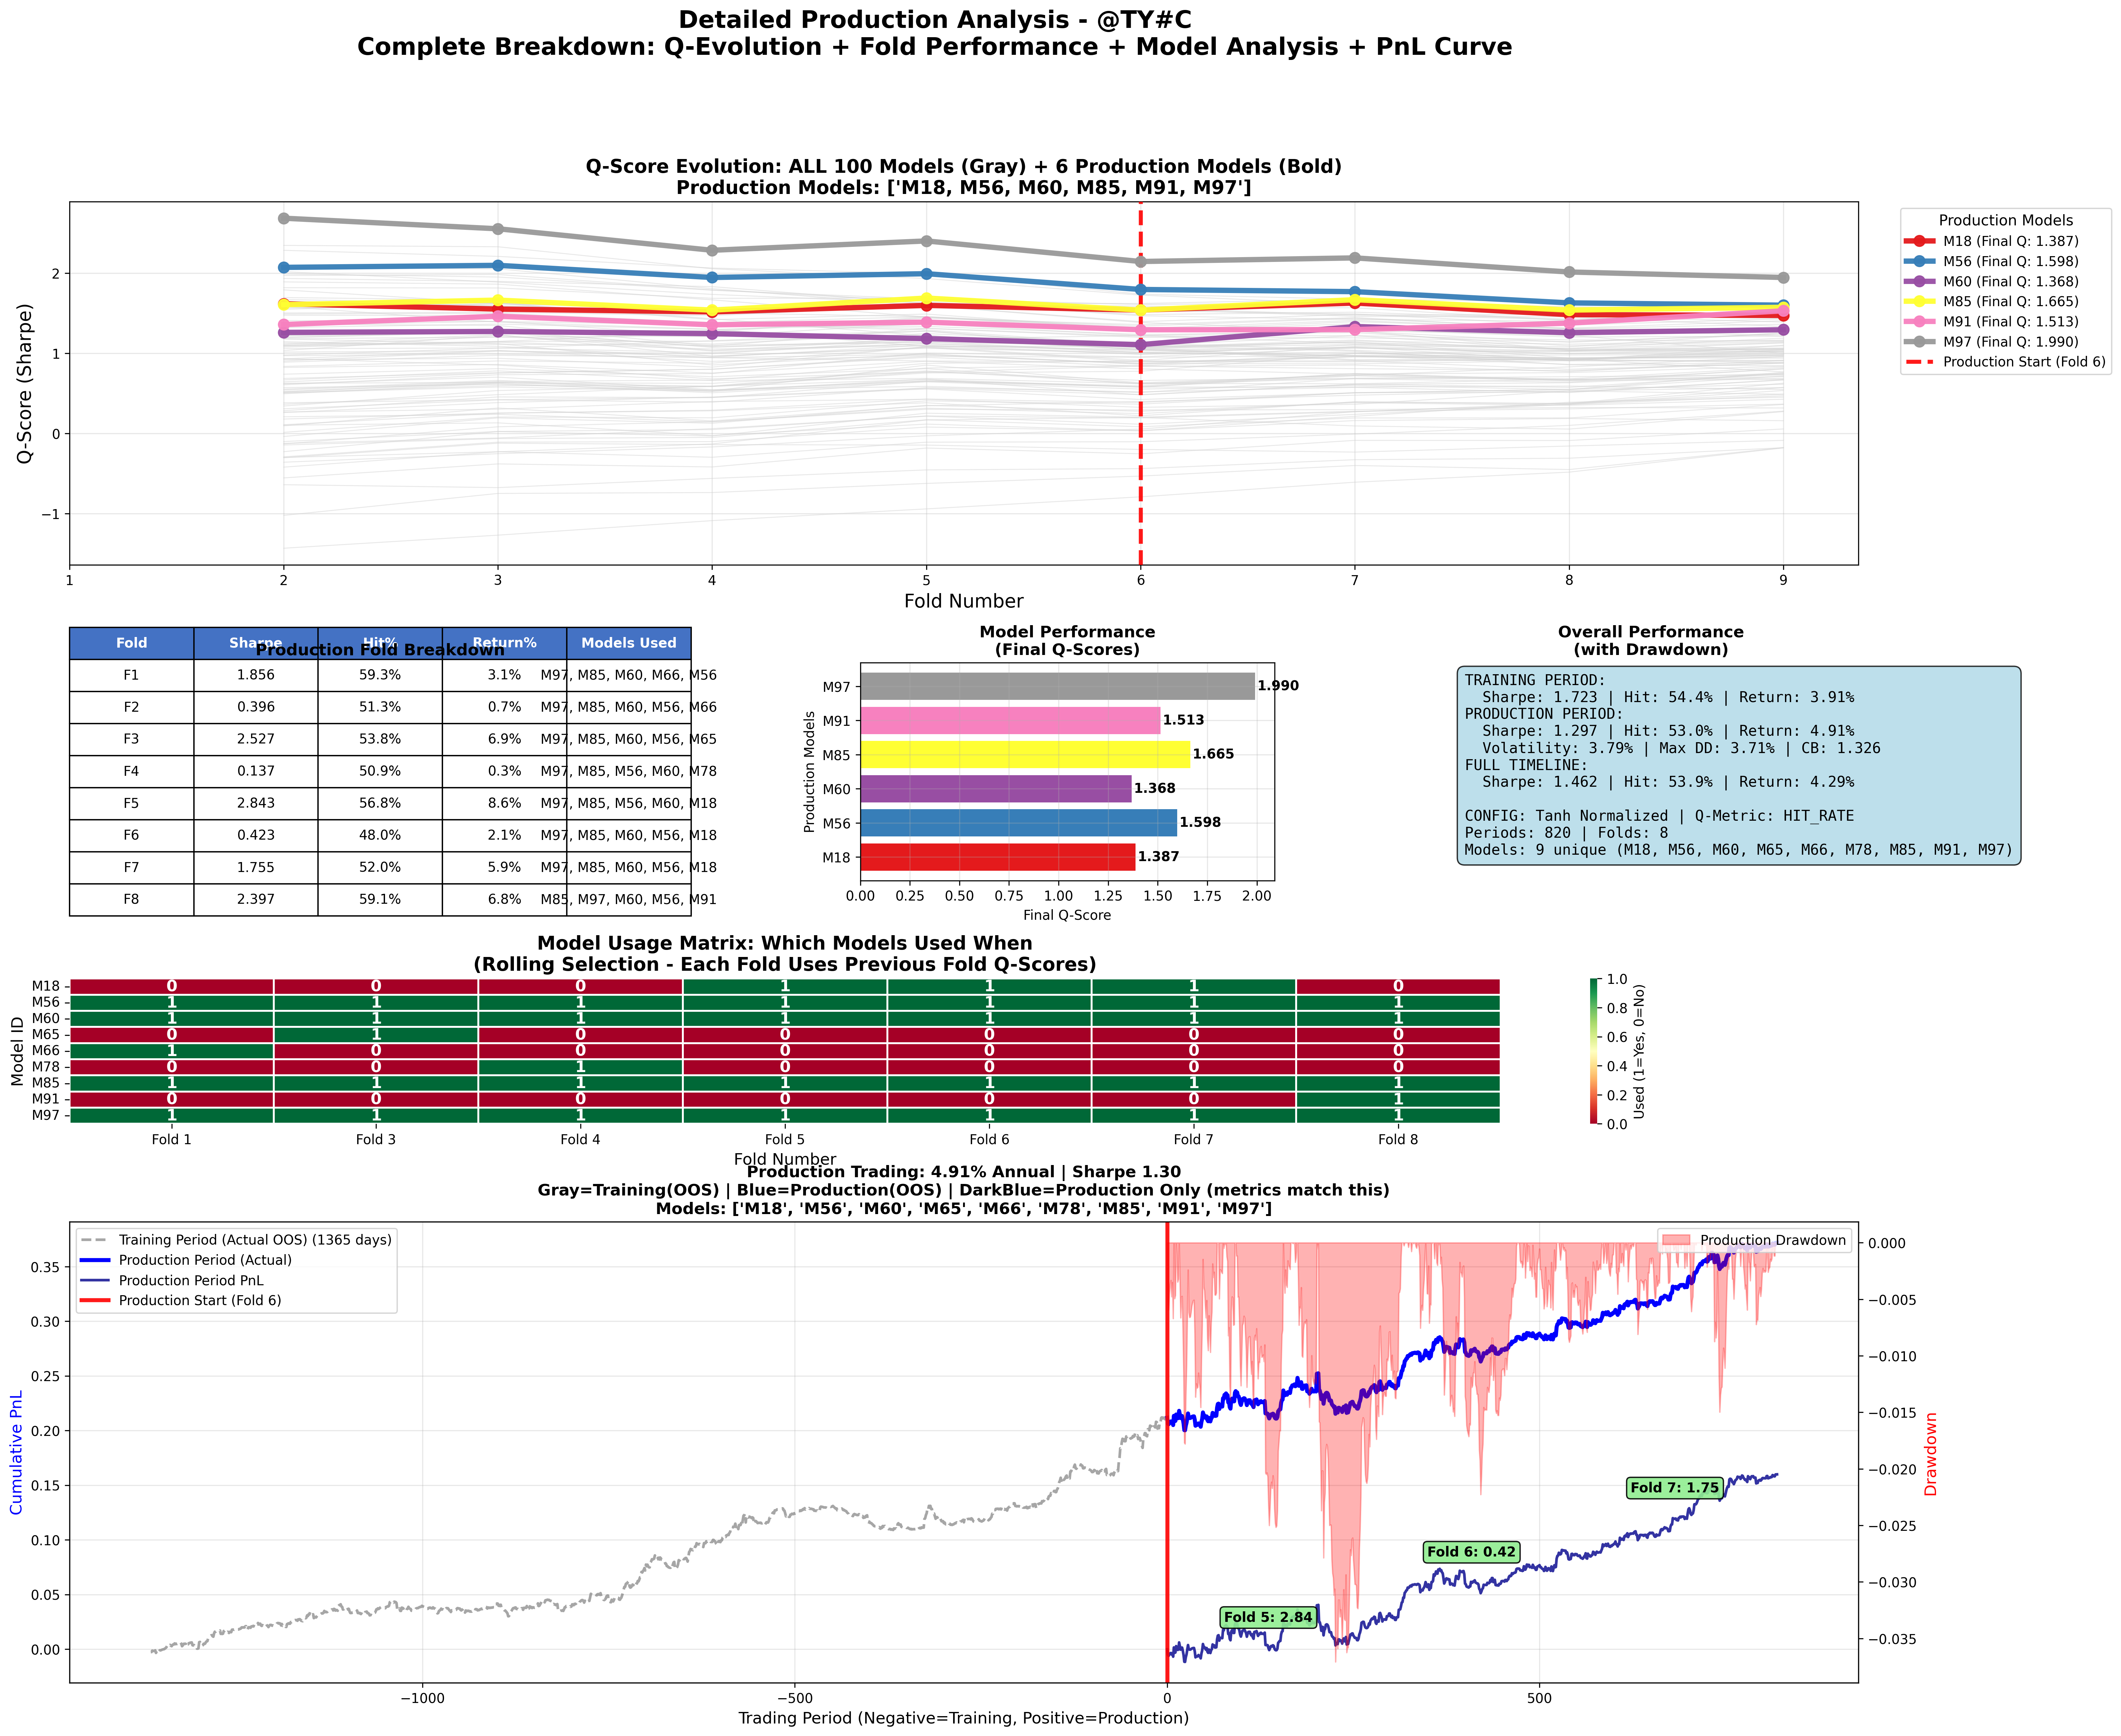 Detailed Production Analysis - @TY#C
Complete Breakdown: Q-Evolution + Fold Performance + Model Analysis + PnL Curve
Q-Score Evolution: ALL 100 Models (Gray) + 6 Production Models (Bold)
Production Models: ['M18, M56, M60, M85, M91, M97']
Q-Score (Sharpe)
2
1
0
−1
1 2 3 4 5 6 7 8 9
Fold Number
Production Models
M18 (Final Q: 1.387)
M56 (Final Q: 1.598)
M60 (Final Q: 1.368)
M85 (Final Q: 1.665)
M91 (Final Q: 1.513)
M97 (Final Q: 1.990)
Production Start (Fold 6)
Production Fold Breakdown
Fold Sharpe Hit% Return% Models Used
F1 1.856 59.3% 3.1% M97, M85, M60, M66, M56
F2 0.396 51.3% 0.7% M97, M85, M60, M56, M66
F3 2.527 53.8% 6.9% M97, M85, M60, M56, M65
F4 0.137 50.9% 0.3% M97, M85, M56, M60, M78
F5 2.843 56.8% 8.6% M97, M85, M56, M60, M18
F6 0.423 48.0% 2.1% M97, M85, M60, M56, M18
F7 1.755 52.0% 5.9% M97, M85, M60, M56, M18
F8 2.397 59.1% 6.8% M85, M97, M60, M56, M91
Model Performance
(Final Q-Scores)
Production Models
M97 1.990
M91 1.513
M85 1.665
M60 1.368
M56 1.598
M18 1.387
0.00 0.25 0.50 0.75 1.00 1.25 1.50 1.75 2.00
Final Q-Score
Overall Performance
(with Drawdown)
TRAINING PERIOD:
Sharpe: 1.723 | Hit: 54.4% | Return: 3.91%
PRODUCTION PERIOD:
Sharpe: 1.297 | Hit: 53.0% | Return: 4.91%
Volatility: 3.79% | Max DD: 3.71% | CB: 1.326
FULL TIMELINE:
Sharpe: 1.462 | Hit: 53.9% | Return: 4.29%
CONFIG: Tanh Normalized | Q-Metric: HIT_RATE
Periods: 820 | Folds: 8
Models: 9 unique (M18, M56, M60, M65, M66, M78, M85, M91, M97)
Model Usage Matrix: Which Models Used When
(Rolling Selection - Each Fold Uses Previous Fold Q-Scores)
Model ID
M18 0 0 0 1 1 1 0
M56 1 1 1 1 1 1 1
M60 1 1 1 1 1 1 1
M65 0 1 0 0 0 0 0
M66 1 0 0 0 0 0 0
M78 0 0 1 0 0 0 0
M85 1 1 1 1 1 1 1
M91 0 0 0 0 0 0 1
M97 1 1 1 1 1 1 1
Fold 1 Fold 3 Fold 4 Fold 5 Fold 6 Fold 7 Fold 8
Fold Number
1.0
0.8
0.6
0.4
0.2
0.0
Used (1=Yes, 0=No)
Production Trading: 4.91% Annual | Sharpe 1.30
Gray=Training(OOS) | Blue=Production(OOS) | DarkBlue=Production Only (metrics match this)
Models: ['M18', 'M56', 'M60', 'M65', 'M66', 'M78', 'M85', 'M91', 'M97']
Training Period (Actual OOS) (1365 days)
Production Period (Actual)
Production Period PnL
Production Start (Fold 6)
Production Drawdown
Cumulative PnL
0.35
0.30
0.25
0.20
0.15
0.10
0.05
0.00
Fold 5: 2.84
Fold 6: 0.42
Fold 7: 1.75
0.000
−0.005
−0.010
−0.015
−0.020
−0.025
−0.030
−0.035
Drawdown
−1000 −500 0 500
Trading Period (Negative=Training, Positive=Production)